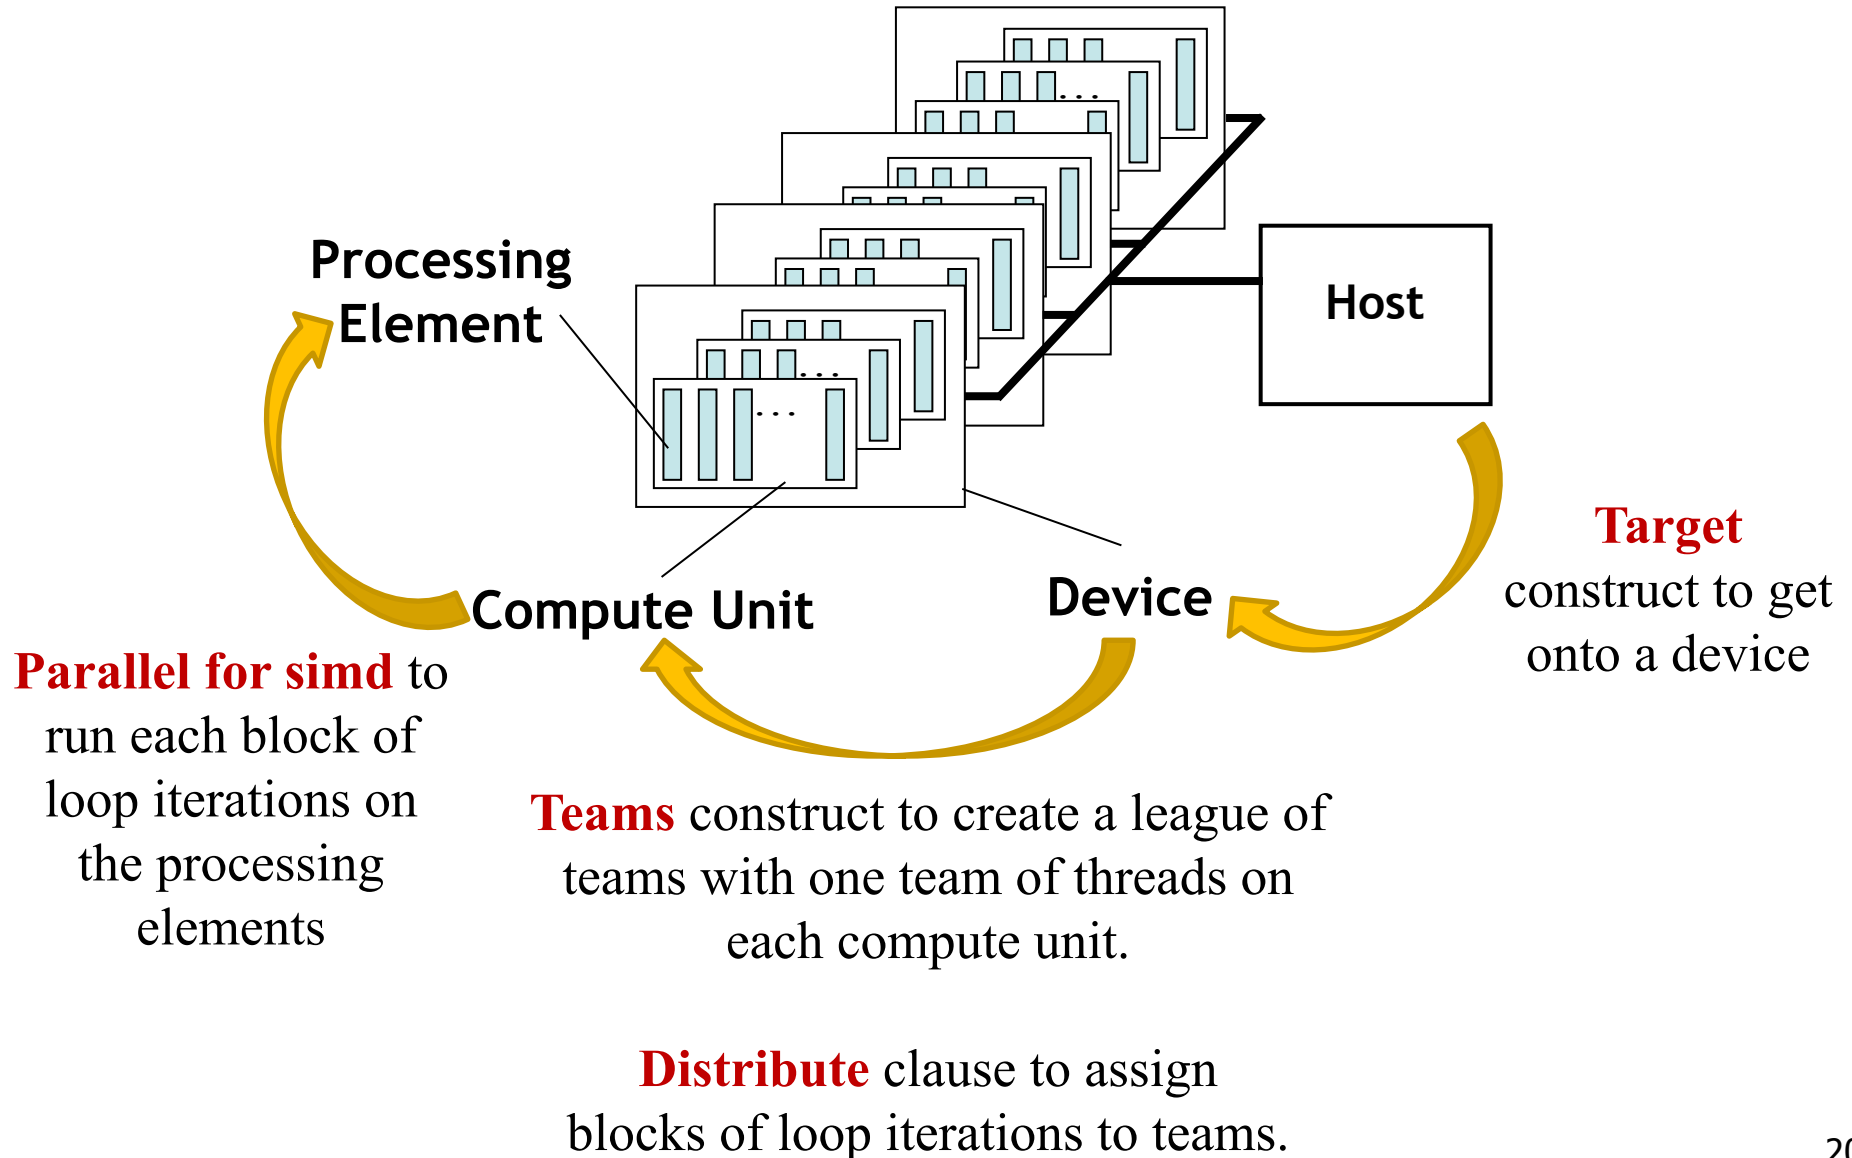 Processing
Element
Host
Compute Unit
Device
Target
construct to get
onto a device
Parallel for simd to
run each block of
loop iterations on
the processing
elements
Teams construct to create a league of
teams with one team of threads on
each compute unit.
Distribute clause to assign
blocks of loop iterations to teams.